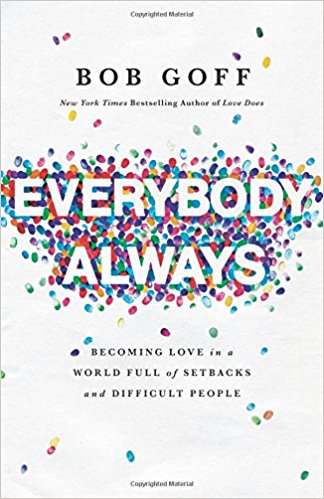 Copyrighted Material
BOB GOFF
New York Times Bestselling Author of Love Does
EVERYBODY
ALWAYS
BECOMING LOVE in a
WORLD FULL of SETBACKS
and DIFFICULT PEOPLE
Copyrighted Material